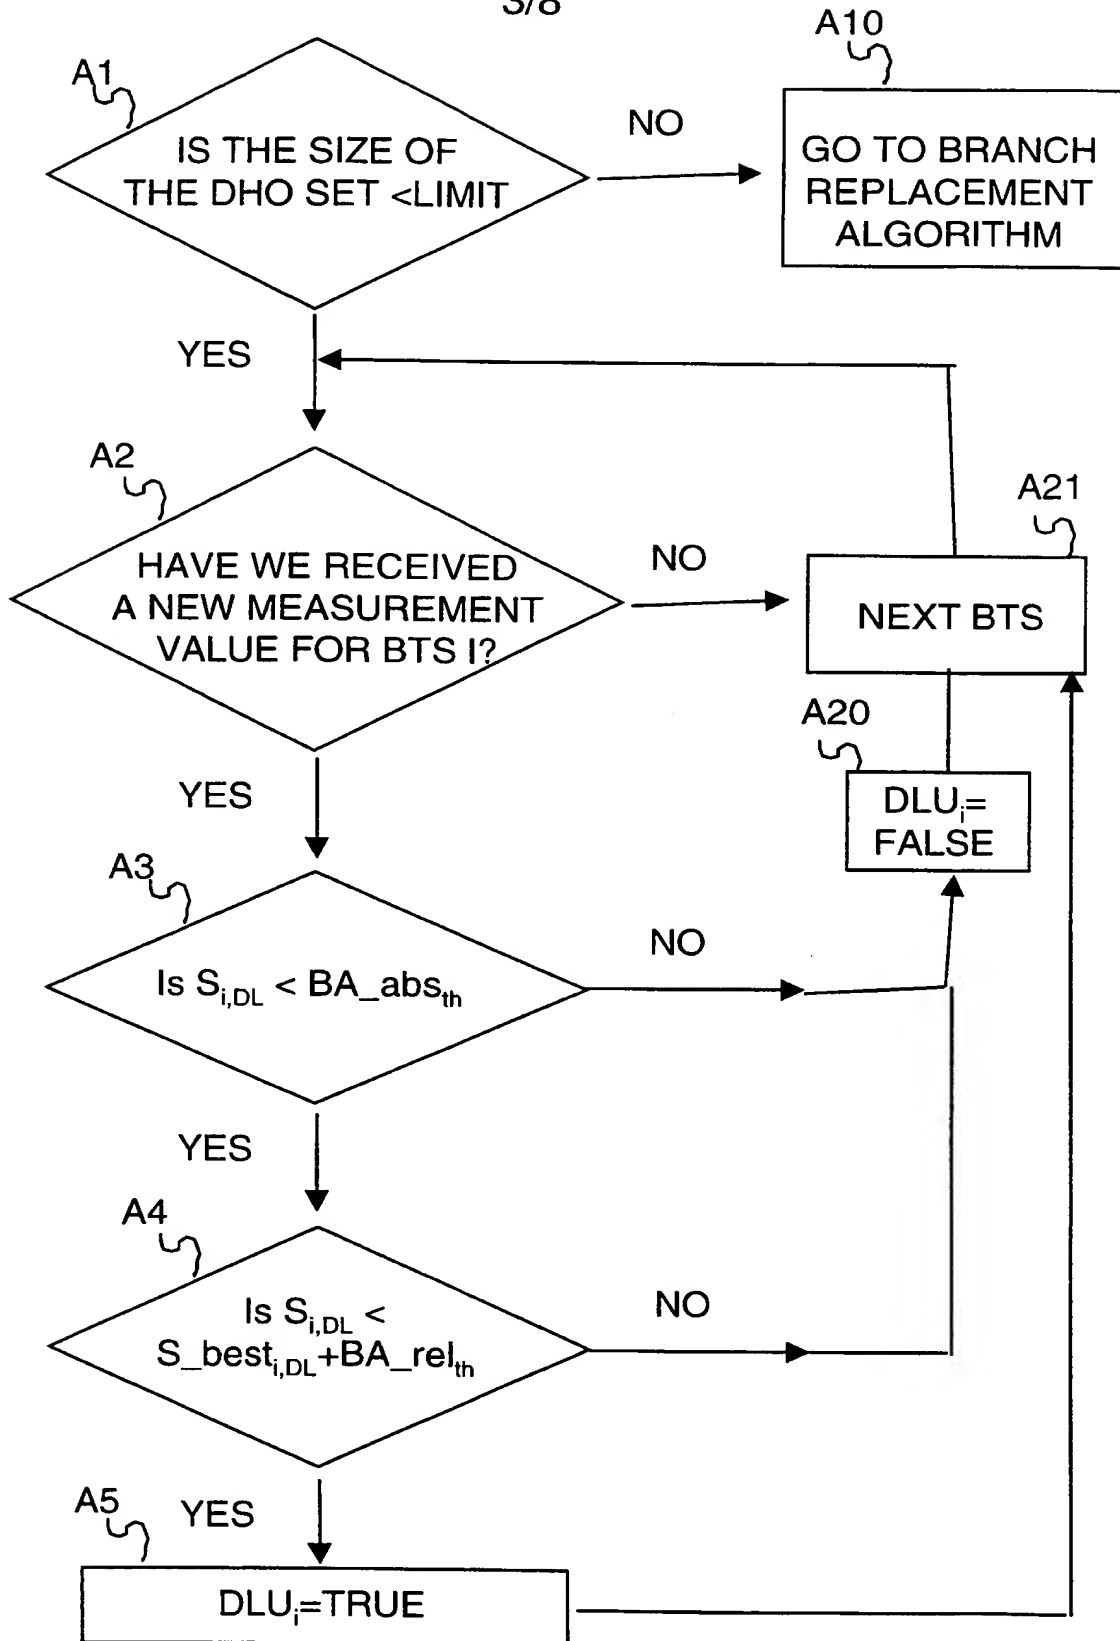 3/8
A1
A10
IS THE SIZE OF
THE DHO SET <LIMIT
NO
GO TO BRANCH
REPLACEMENT
ALGORITHM
YES
A2
HAVE WE RECEIVED
A NEW MEASUREMENT
VALUE FOR BTS I?
NO
A21
NEXT BTS
YES
A20
DLUi=
FALSE
A3
Is Si,DL < BA_absth
NO
YES
A4
Is Si,DL <
S_besti,DL+BA_relth
NO
YES
A5
DLUi=TRUE